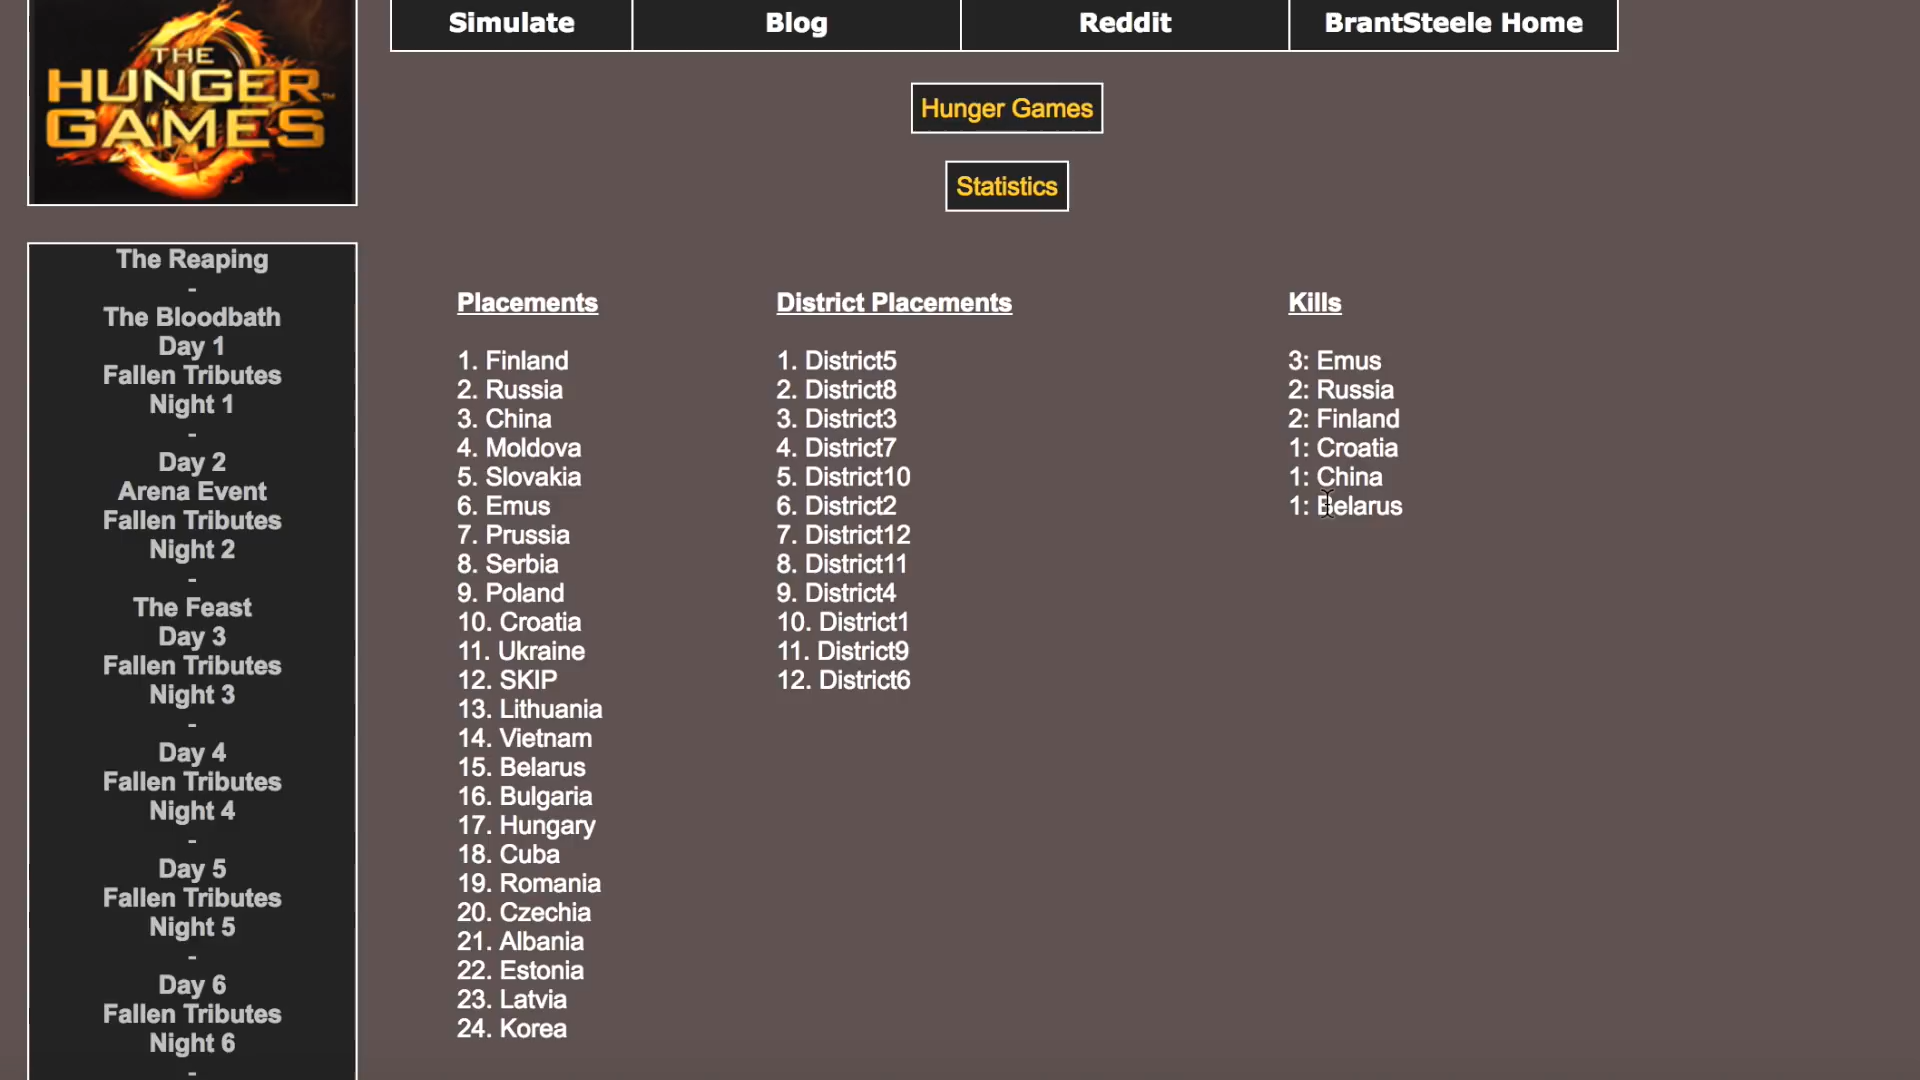 THE
HUNGER
GAMES
Simulate
Blog
Reddit
BrantSteele Home
Hunger Games
Statistics
The Reaping
-
The Bloodbath
Day 1
Fallen Tributes
Night 1
-
Day 2
Arena Event
Fallen Tributes
Night 2
-
The Feast
Day 3
Fallen Tributes
Night 3
-
Day 4
Fallen Tributes
Night 4
-
Day 5
Fallen Tributes
Night 5
-
Day 6
Fallen Tributes
Night 6
-
Placements
1. Finland
2. Russia
3. China
4. Moldova
5. Slovakia
6. Emus
7. Prussia
8. Serbia
9. Poland
10. Croatia
11. Ukraine
12. SKIP
13. Lithuania
14. Vietnam
15. Belarus
16. Bulgaria
17. Hungary
18. Cuba
19. Romania
20. Czechia
21. Albania
22. Estonia
23. Latvia
24. Korea
District Placements
1. District5
2. District8
3. District3
4. District7
5. District10
6. District2
7. District12
8. District11
9. District4
10. District1
11. District9
12. District6
Kills
3: Emus
2: Russia
2: Finland
1: Croatia
1: China
1: Belarus